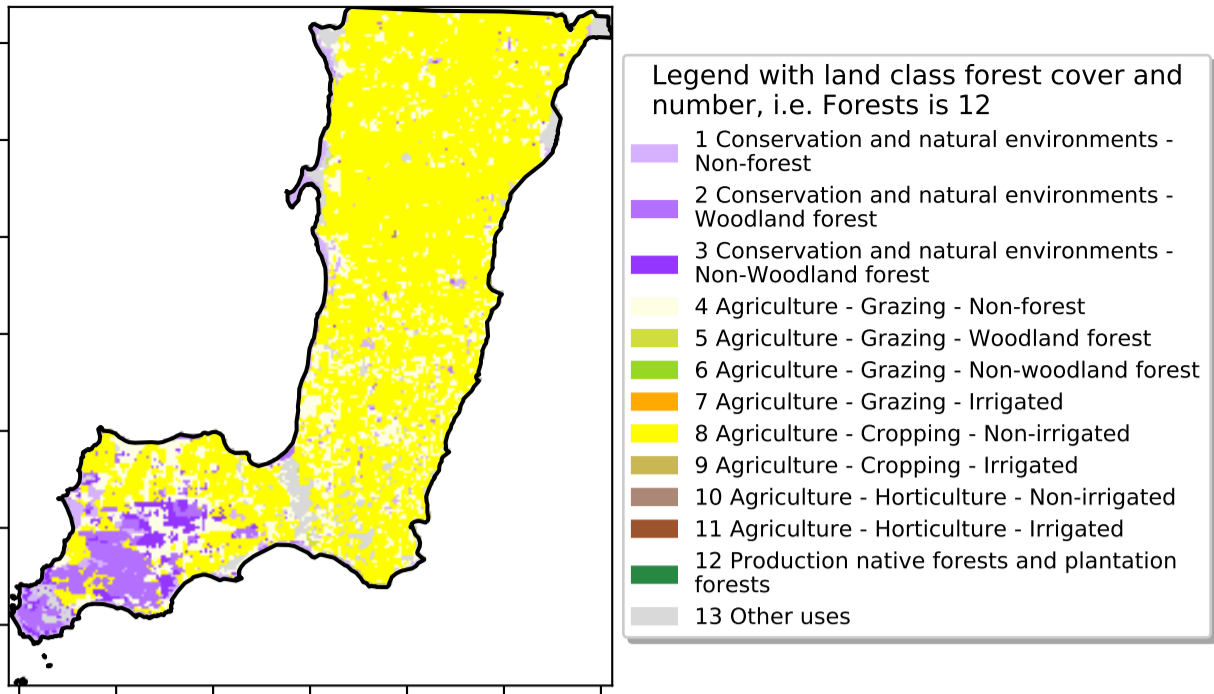 Legend with land class forest cover and
number, i.e. Forests is 12
1 Conservation and natural environments -
Non-forest
2 Conservation and natural environments -
Woodland forest
3 Conservation and natural environments -
Non-Woodland forest
4 Agriculture - Grazing - Non-forest
5 Agriculture - Grazing - Woodland forest
6 Agriculture - Grazing - Non-woodland forest
7 Agriculture - Grazing - Irrigated
8 Agriculture - Cropping - Non-irrigated
9 Agriculture - Cropping - Irrigated
10 Agriculture - Horticulture - Non-irrigated
11 Agriculture - Horticulture - Irrigated
12 Production native forests and plantation
forests
13 Other uses